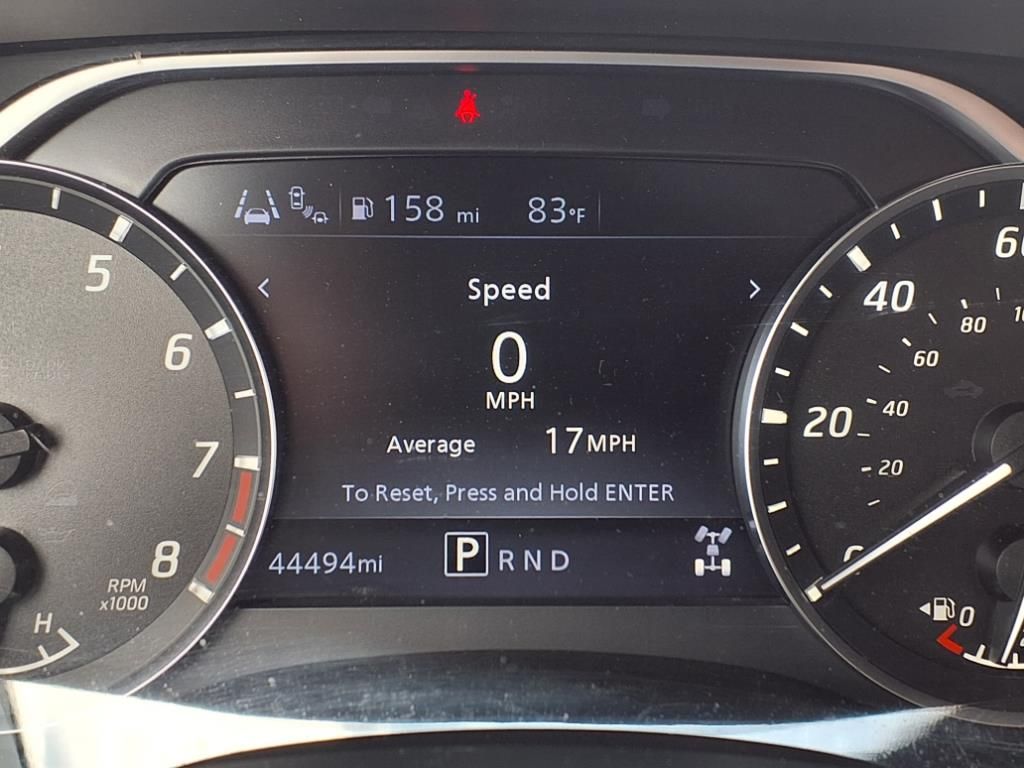 158 mi 83°F
Speed
0
MPH
Average 17 MPH
To Reset, Press and Hold ENTER
44494mi P R N D
5
6
7
8
RPM
x1000
H
60
40
20
80
60
40
20
0